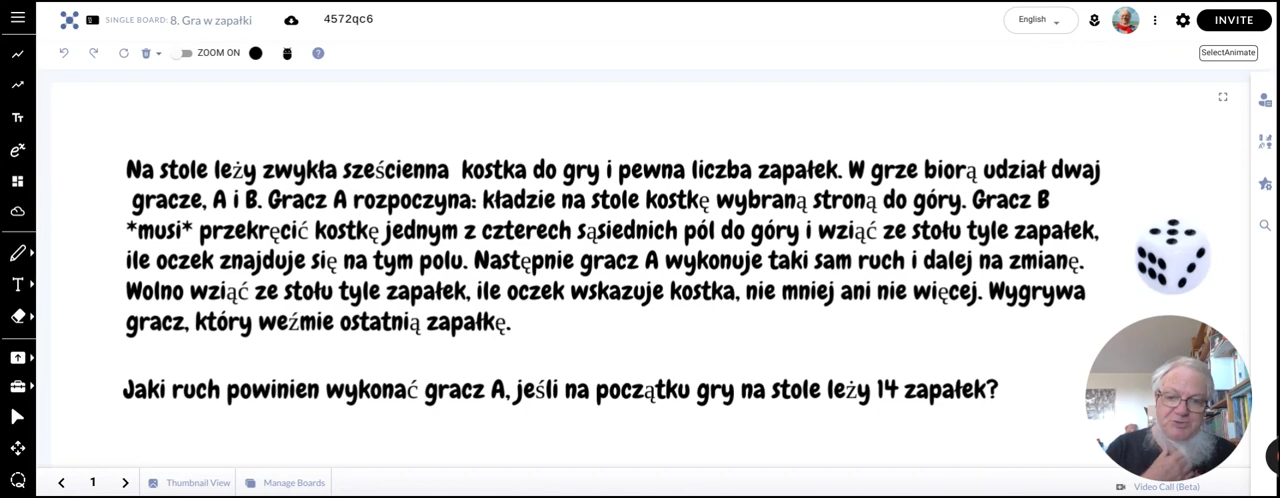 SINGLE BOARD: 8. Gra w zapałki
4572qc6
English
INVITE
ZOOM ON
SelectAnimate
Na stole leży zwykła sześcienna kostka do gry i pewna liczba zapałek. W grze biorą udział dwaj
gracze, A i B. Gracz A rozpoczyna: kładzie na stole kostkę wybraną stroną do góry. Gracz B
*musi* przekręcić kostkę jednym z czterech sąsiednich pól do góry i wziąć ze stołu tyle zapałek,
ile oczek znajduje się na tym polu. Następnie gracz A wykonuje taki sam ruch i dalej na zmianę.
Wolno wziąć ze stołu tyle zapałek, ile oczek wskazuje kostka, nie mniej ani nie więcej. Wygrywa
gracz, który weźmie ostatnią zapałkę.
Jaki ruch powinien wykonać gracz A, jeśli na początku gry na stole leży 14 zapałek?
1
Thumbnail View
Manage Boards
Video Call (Beta)